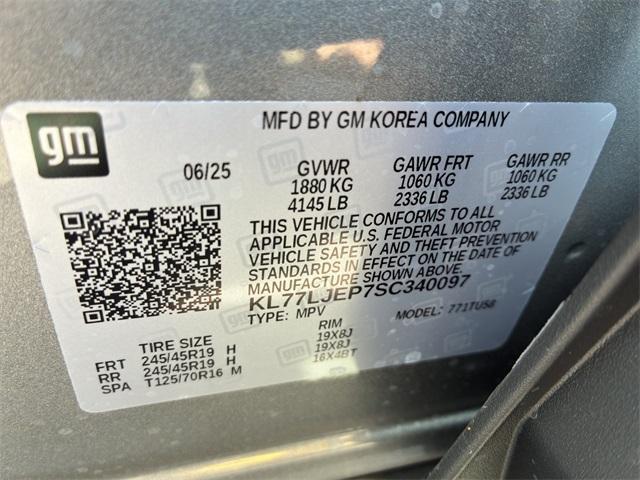 gm
MFD BY GM KOREA COMPANY
06/25 GVWR GAWR FRT GAWR RR
1880 KG 1060 KG 1060 KG
4145 LB 2336 LB 2336 LB
THIS VEHICLE CONFORMS TO ALL
APPLICABLE U.S. FEDERAL MOTOR
VEHICLE SAFETY AND THEFT PREVENTION
STANDARDS IN EFFECT ON THE DATE OF
MANUFACTURE SHOWN ABOVE.
KL77LJEP7SC340097
TYPE: MPV MODEL: 771TU58
TIRE SIZE RIM
FRT 245/45R19 H 19X8J
RR 245/45R19 H 19X8J
SPA T125/70R16 M 16X4BT